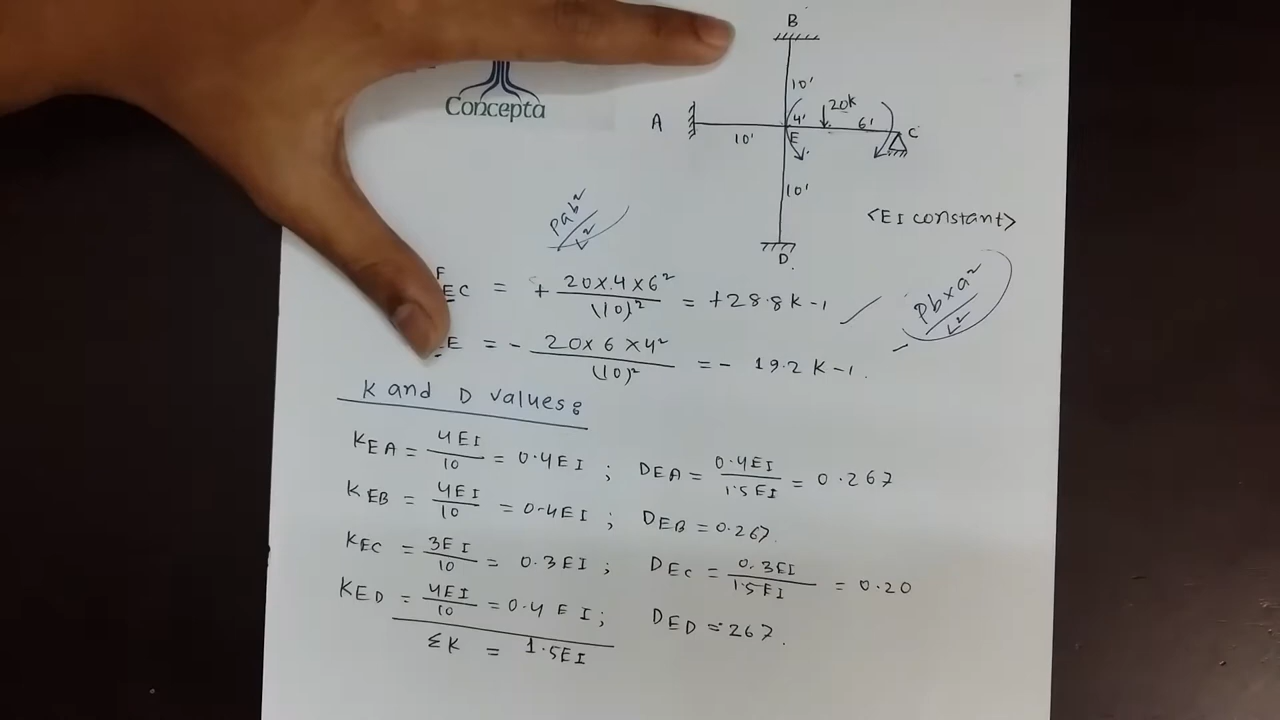 Concepta
B
10'
20k
4'
6'
A
E
C
10'
10'
D
<EI constant>
Pab²/L²
F
EC = + 20×4×6²/(10)² = +28.8 K-1
Pb×a²/L²
E = - 20×6×4²/(10)² = - 19.2 K-1.
K and D values:
KEA = 4EI/10 = 0.4EI ; DEA = 0.4EI/1.5EI = 0.267
KEB = 4EI/10 = 0.4EI ; DEB = 0.267.
KEC = 3EI/10 = 0.3EI ; DEC = 0.3EI/1.5EI = 0.20
KED = 4EI/10 = 0.4EI ; DED = .267.
ΣK = 1.5EI